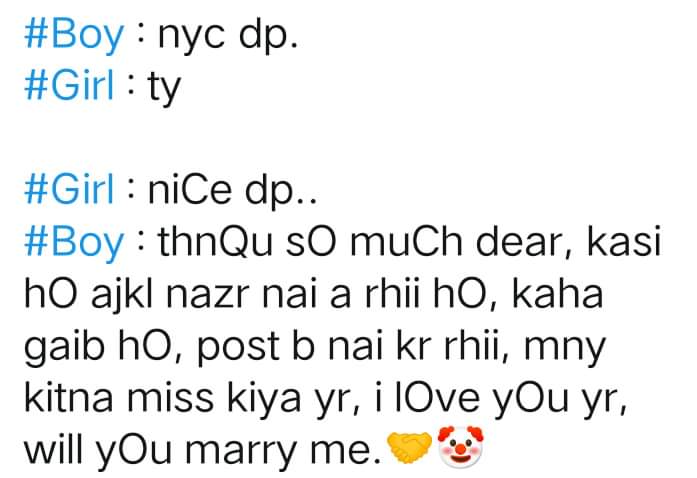 #Boy : nyc dp.
#Girl : ty
#Girl : niCe dp..
#Boy : thnQu sO muCh dear, kasi
hO ajkl nazr nai a rhii hO, kaha
gaib hO, post b nai kr rhii, mny
kitna miss kiya yr, i lOve yOu yr,
will yOu marry me.🤝🤡